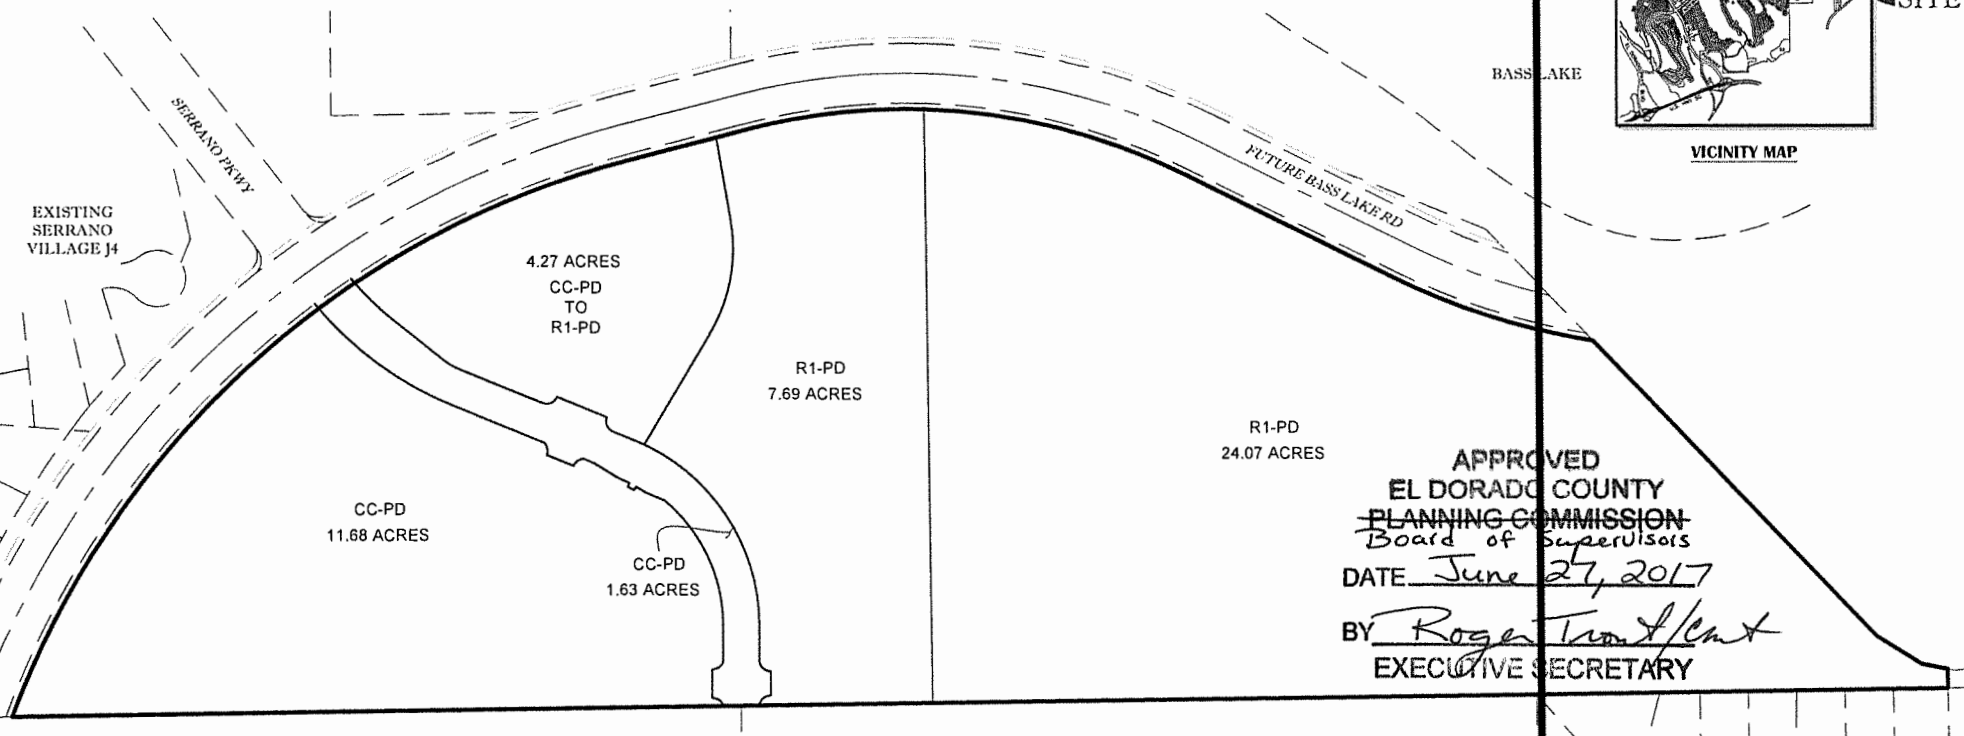 SITE
BASS LAKE
VICINITY MAP
SERRANO PKWY
FUTURE BASS LAKE RD
EXISTING
SERRANO
VILLAGE J4
4.27 ACRES
CC-PD
TO
R1-PD
R1-PD
7.69 ACRES
R1-PD
24.07 ACRES
CC-PD
11.68 ACRES
CC-PD
1.63 ACRES
APPROVED
EL DORADO COUNTY
PLANNING COMMISSION
Board of Supervisors
DATE June 27, 2017
BY Roger Trout/cmt
EXECUTIVE SECRETARY